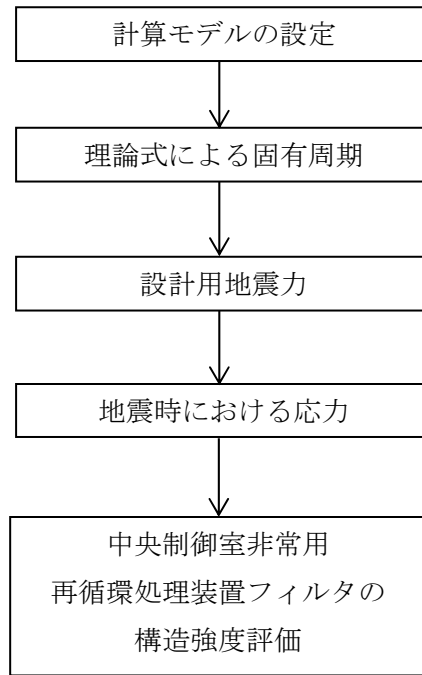 計算モデルの設定
理論式による固有周期
設計用地震力
地震時における応力
中央制御室非常用
再循環処理装置フィルタの
構造強度評価